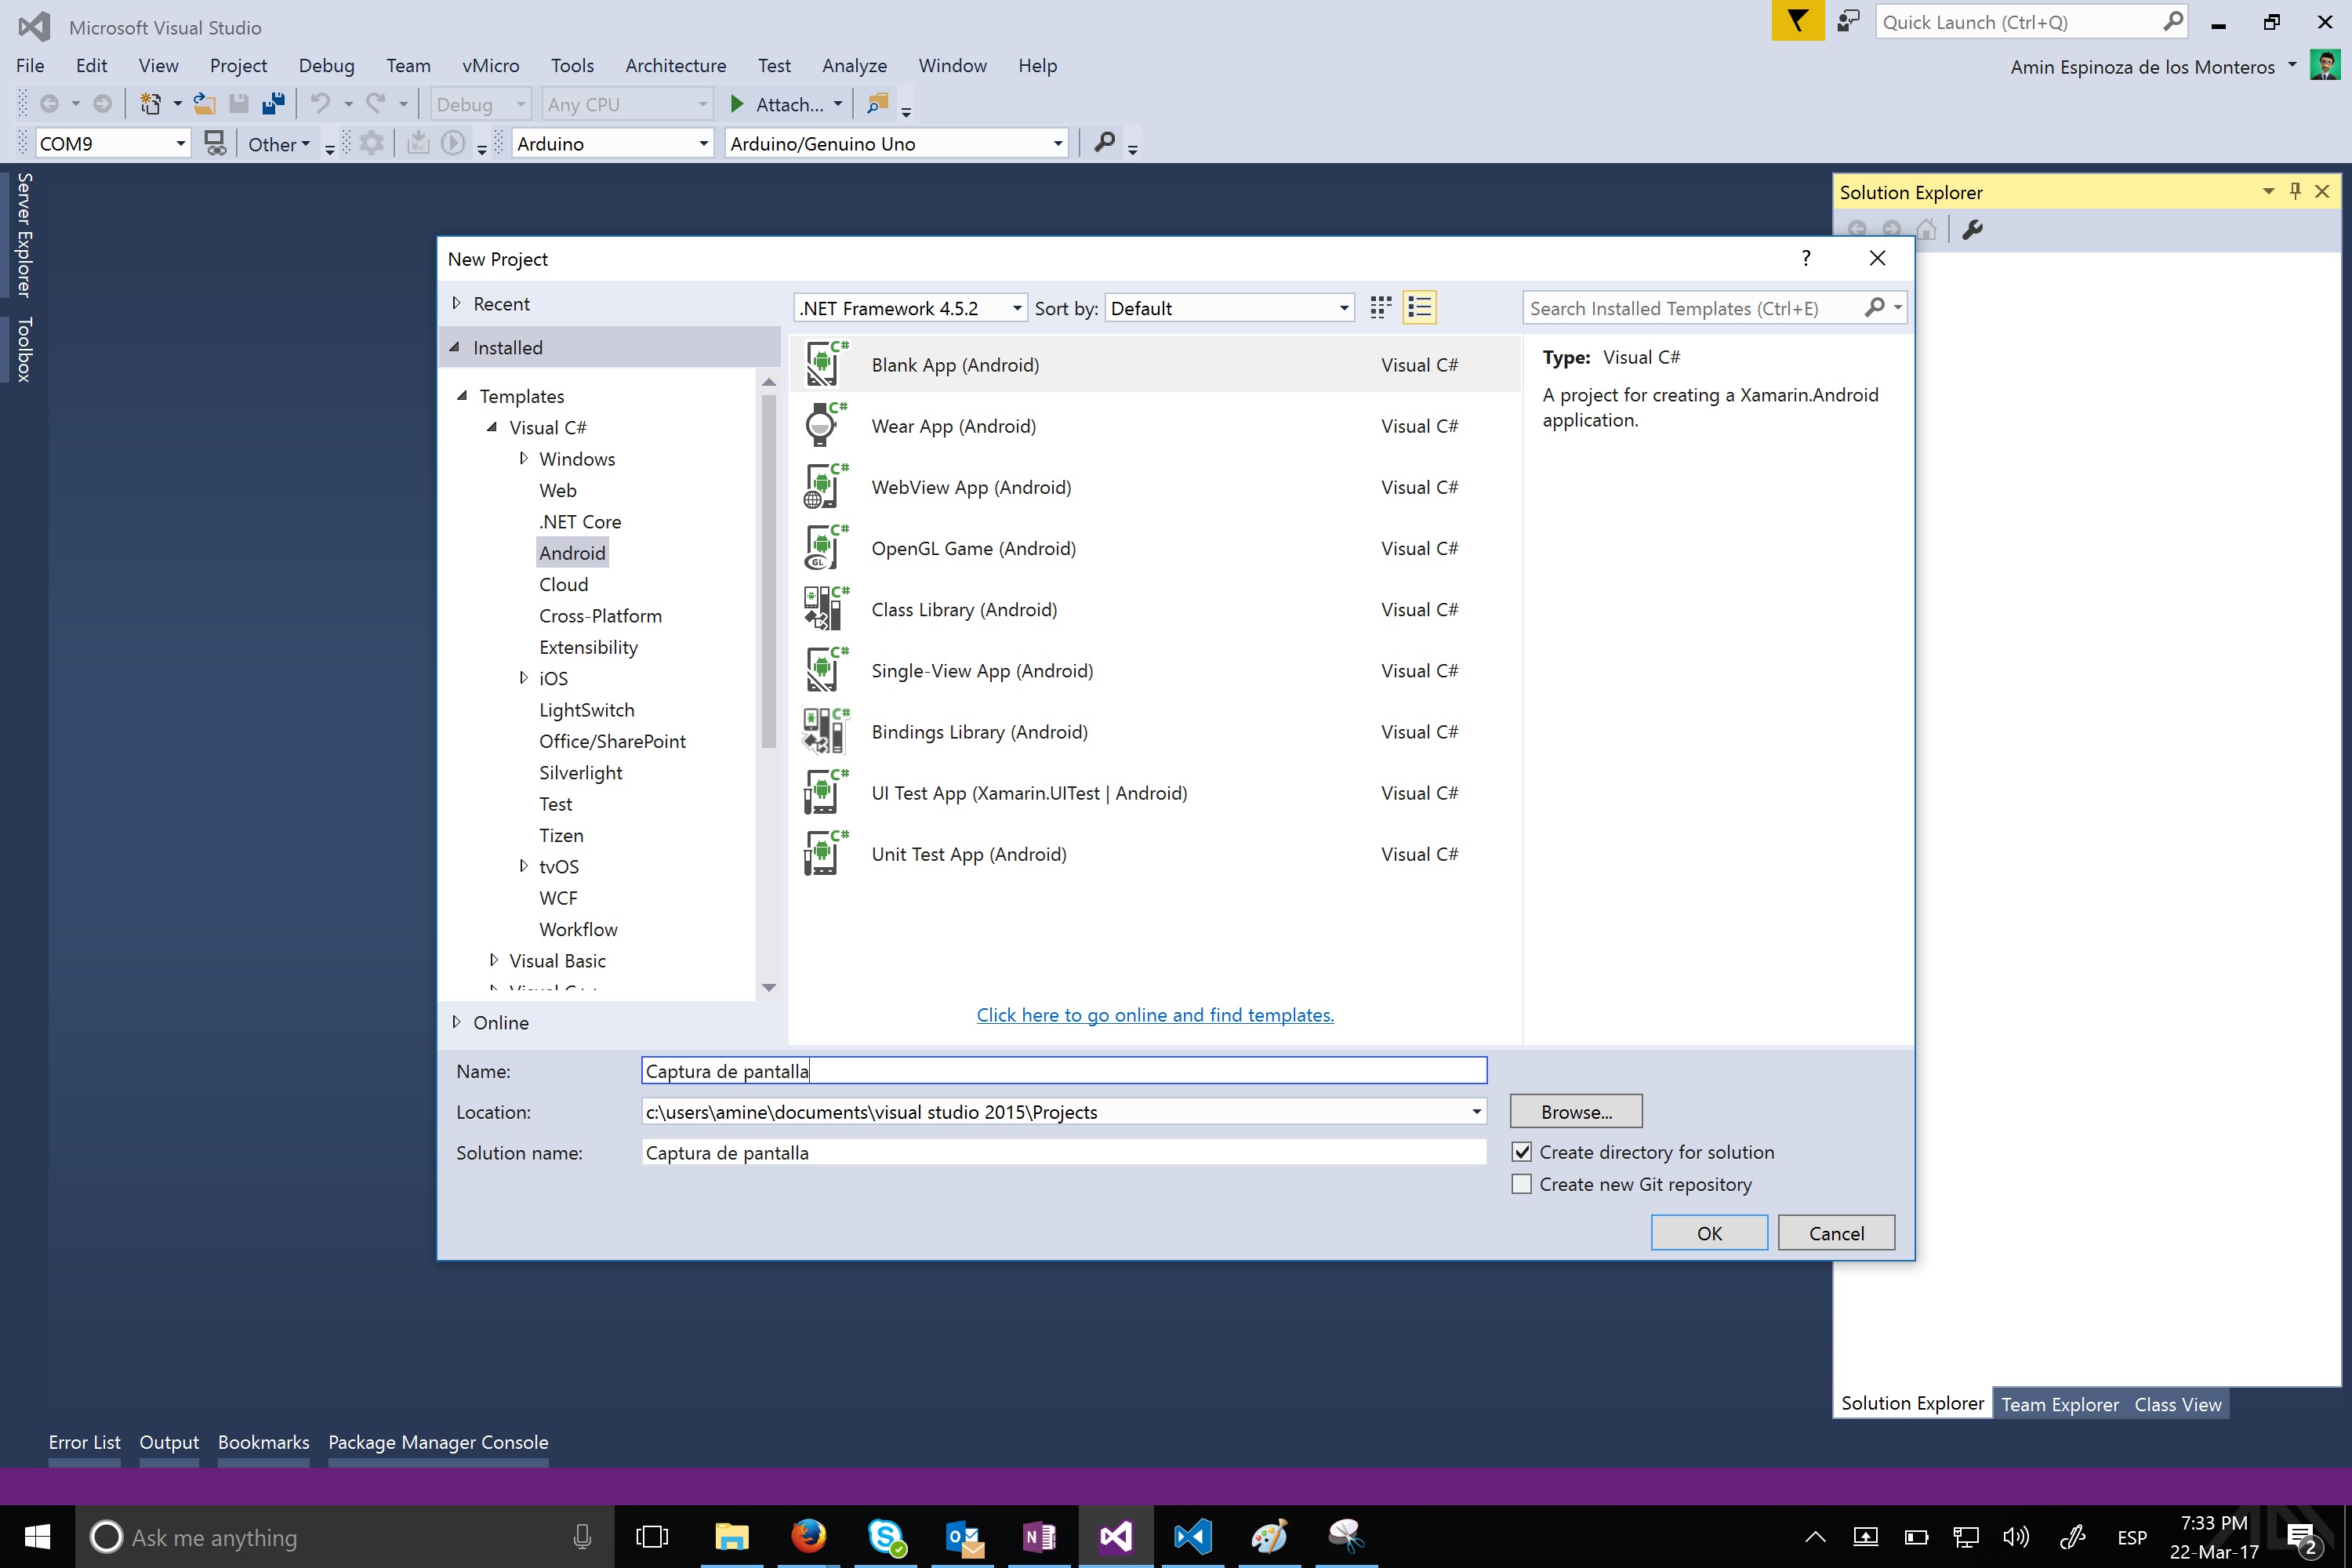 Microsoft Visual Studio
Quick Launch (Ctrl+Q)
File Edit View Project Debug Team vMicro Tools Architecture Test Analyze Window Help
Amin Espinoza de los Monteros
Debug Any CPU Attach...
COM9 Other Arduino Arduino/Genuino Uno
Server Explorer
Toolbox
Solution Explorer
New Project
?
Recent
Installed
.NET Framework 4.5.2 Sort by: Default
Search Installed Templates (Ctrl+E)
Templates
Visual C#
Windows
Web
.NET Core
Android
Cloud
Cross-Platform
Extensibility
iOS
LightSwitch
Office/SharePoint
Silverlight
Test
Tizen
tvOS
WCF
Workflow
Visual Basic
Online
C# Blank App (Android) Visual C#
C# Wear App (Android) Visual C#
C# WebView App (Android) Visual C#
C# GL OpenGL Game (Android) Visual C#
C# Class Library (Android) Visual C#
C# Single-View App (Android) Visual C#
C# Bindings Library (Android) Visual C#
C# UI Test App (Xamarin.UITest | Android) Visual C#
C# Unit Test App (Android) Visual C#
Click here to go online and find templates.
Type: Visual C#
A project for creating a Xamarin.Android
application.
Name: Captura de pantalla
Location: c:\users\amine\documents\visual studio 2015\Projects
Browse...
Solution name: Captura de pantalla
Create directory for solution
Create new Git repository
OK Cancel
Solution Explorer Team Explorer Class View
Error List Output Bookmarks Package Manager Console
Ask me anything
ESP
7:33 PM
22-Mar-17
2